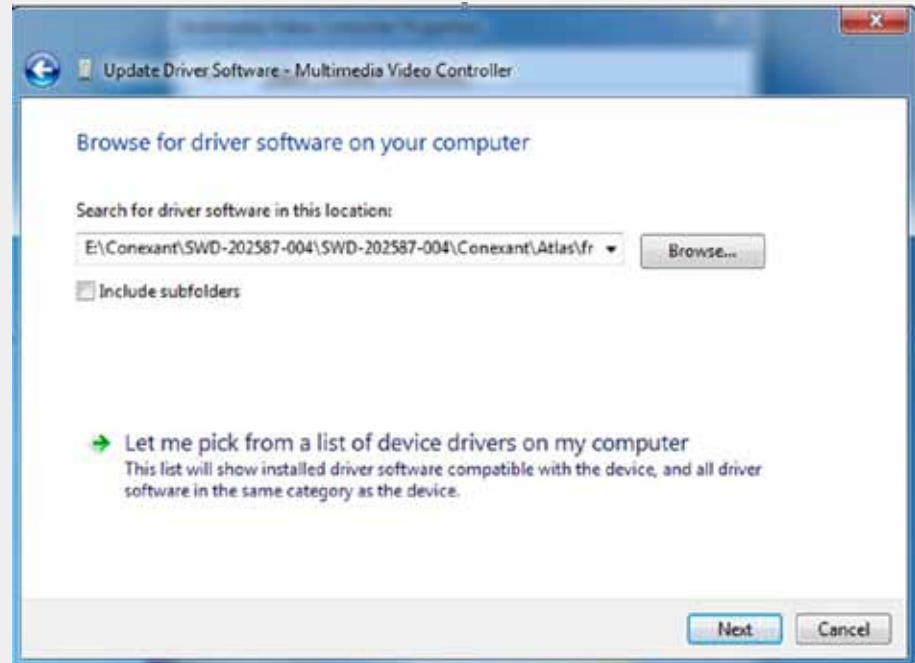 Update Driver Software - Multimedia Video Controller
Browse for driver software on your computer
Search for driver software in this location:
E:\Conexant\SWD-202587-004\SWD-202587-004\Conexant\Atlas\fr
Browse...
Include subfolders
Let me pick from a list of device drivers on my computer
This list will show installed driver software compatible with the device, and all driver
software in the same category as the device.
Next
Cancel